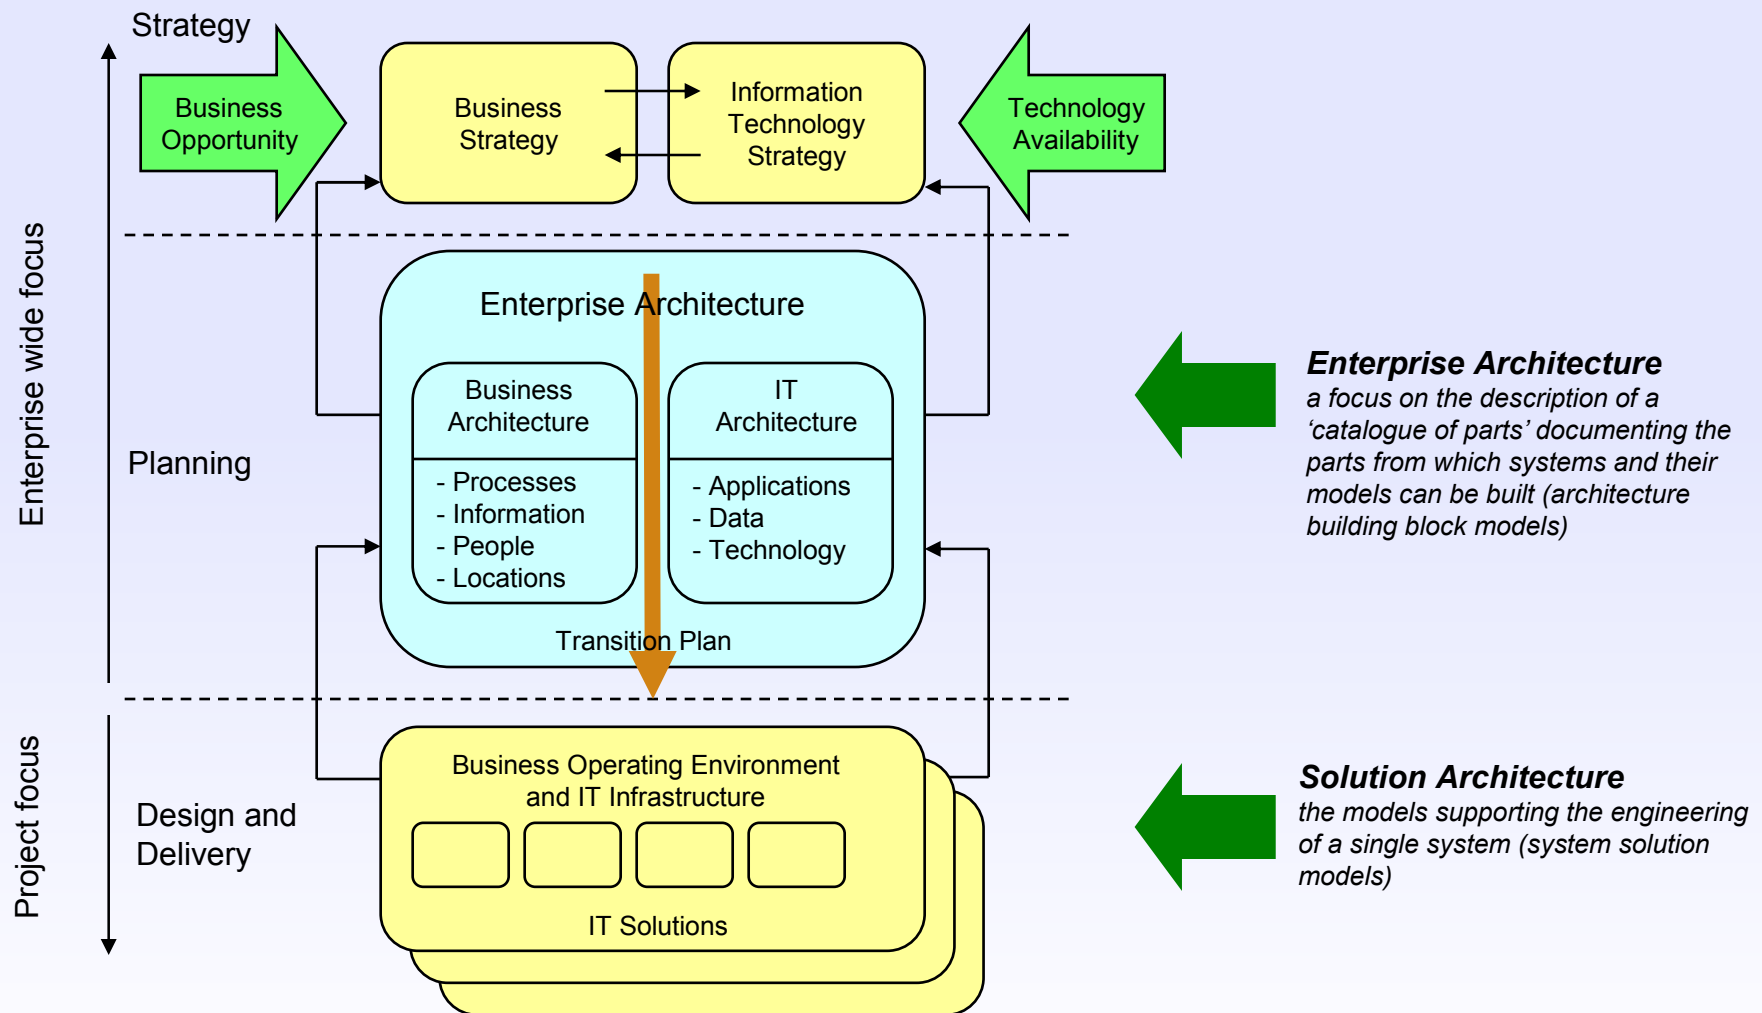 Strategy
Business
Opportunity
Business
Strategy
Information
Technology
Strategy
Technology
Availability
Enterprise wide focus
Planning
Enterprise Architecture
Business
Architecture
- Processes
- Information
- People
- Locations
IT
Architecture
- Applications
- Data
- Technology
Transition Plan
Enterprise Architecture
a focus on the description of a
‘catalogue of parts’ documenting the
parts from which systems and their
models can be built (architecture
building block models)
Project focus
Design and
Delivery
Business Operating Environment
and IT Infrastructure
IT Solutions
Solution Architecture
the models supporting the engineering
of a single system (system solution
models)